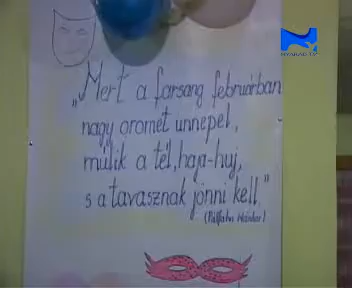 „Mert a farsang februárban
nagy örömet ünnepel,
múlik a tél, haja-huj,
s a tavasznak jönni kell."
(Pálfalvi Nándor)